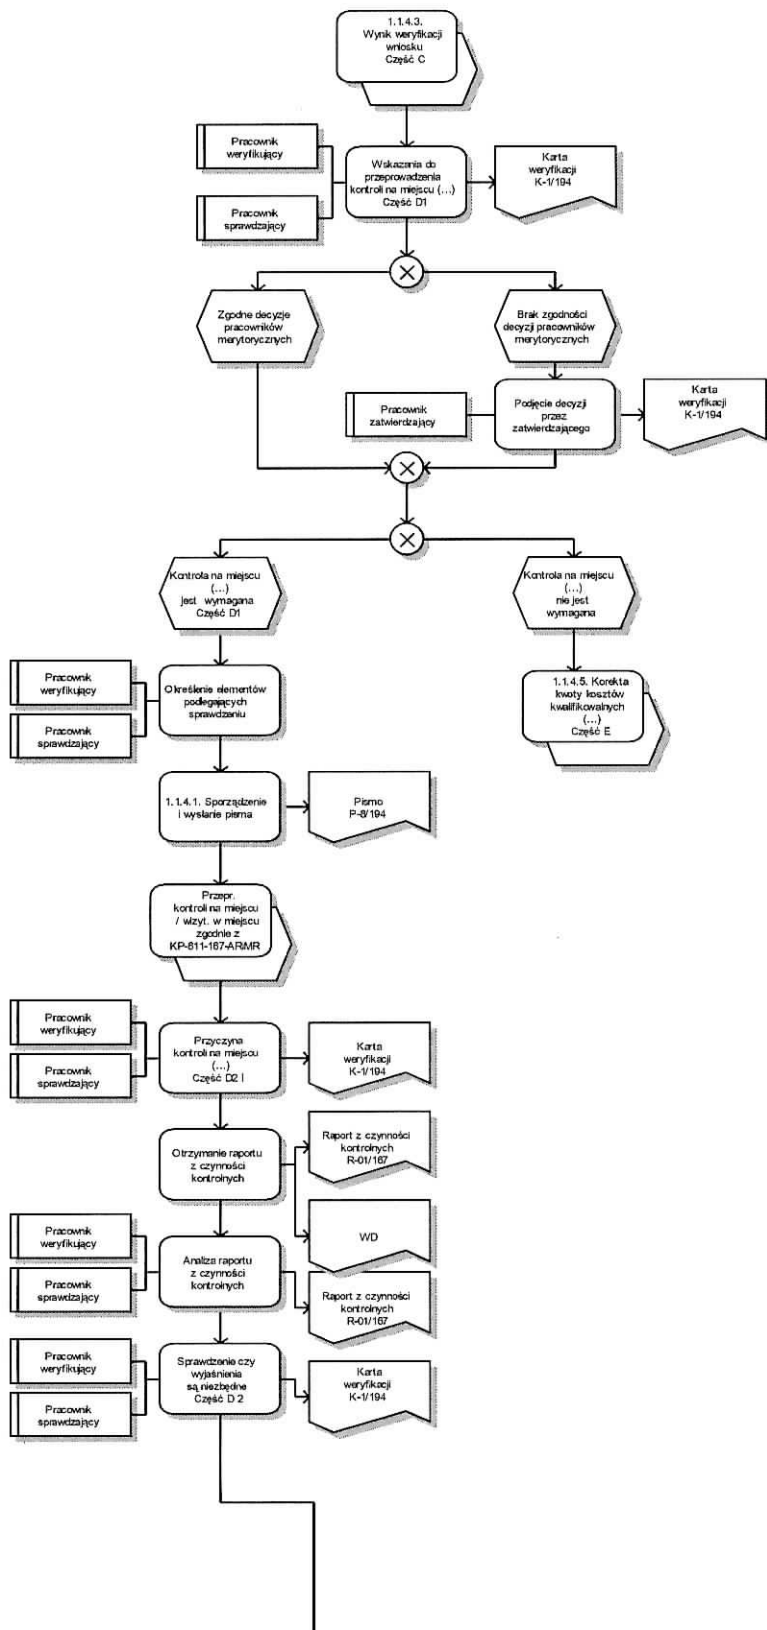 1.1.4.3.
Wynik weryfikacji
wniosku
Część C
Pracownik
weryfikujący
Pracownik
sprawdzający
Wskazania do
przeprowadzenia
kontroli na miejscu (...)
Część D1
Karta
weryfikacji
K-1/194
Zgodne decyzje
pracowników
merytorycznych
Brak zgodności
decyzji pracowników
merytorycznych
Pracownik
zatwierdzający
Podjęcie decyzji
przez
zatwierdzającego
Karta
weryfikacji
K-1/194
Kontrola na miejscu
(...)
jest wymagana
Część D1
Kontrola na miejscu
(...)
nie jest
wymagana
Pracownik
weryfikujący
Pracownik
sprawdzający
Określenie elementów
podlegających
sprawdzeniu
1.1.4.5. Korekta
kwoty kosztów
kwalifikowalnych
(...)
Część E
1.1.4.1. Sporządzenie
i wysłanie pisma
Pismo
P-8/194
Przepr.
kontroli na miejscu
/ wizyt. w miejscu
zgodnie z
KP-611-167-ARiMR
Pracownik
weryfikujący
Pracownik
sprawdzający
Przyczyna
kontroli na miejscu
(...)
Część D2 I
Karta
weryfikacji
K-1/194
Otrzymanie raportu
z czynności
kontrolnych
Raport z czynności
kontrolnych
R-01/167
WD
Pracownik
weryfikujący
Pracownik
sprawdzający
Analiza raportu
z czynności
kontrolnych
Raport z czynności
kontrolnych
R-01/167
Pracownik
weryfikujący
Pracownik
sprawdzający
Sprawdzenie czy
wyjaśnienia
są niezbędne
Część D 2
Karta
weryfikacji
K-1/194